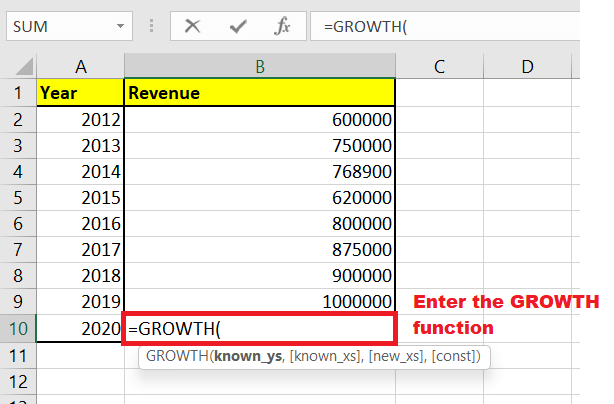 SUM =GROWTH(
A B C D
1 Year Revenue
2 2012 600000
3 2013 750000
4 2014 768900
5 2015 620000
6 2016 800000
7 2017 875000
8 2018 900000
9 2019 1000000 Enter the GROWTH
10 2020 =GROWTH( function
11 GROWTH(known_ys, [known_xs], [new_xs], [const])
12
13